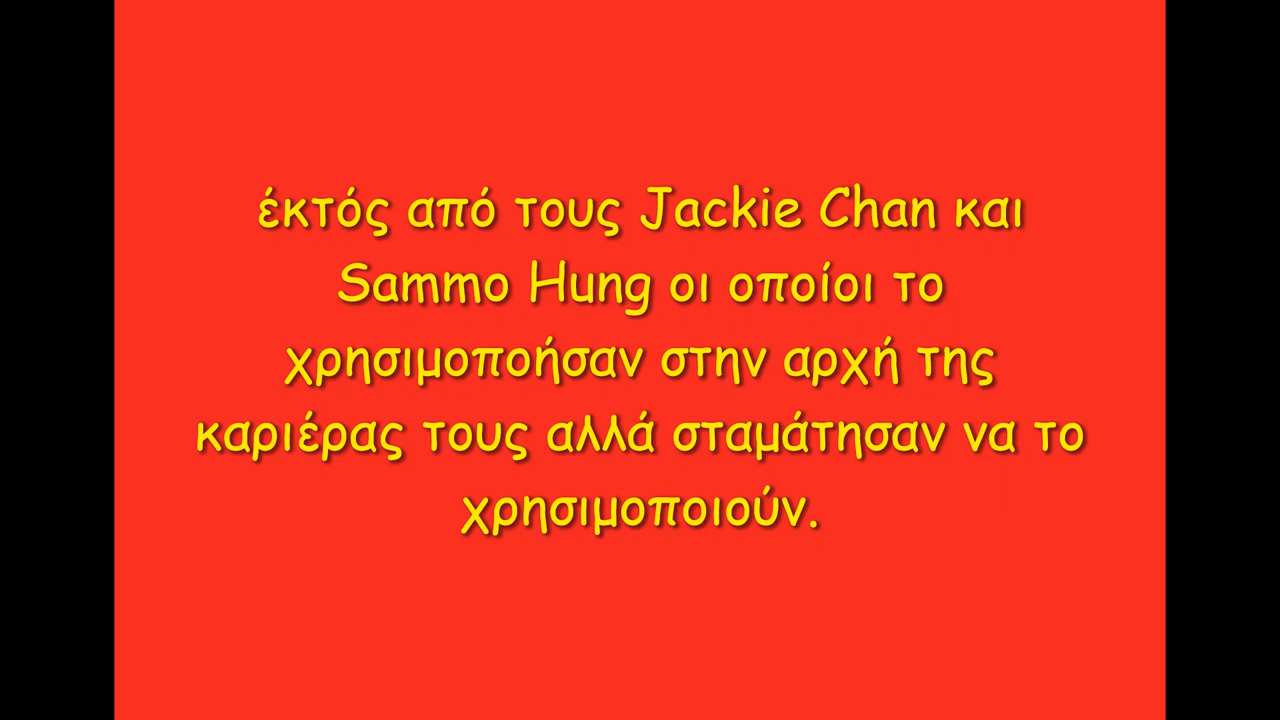 έκτός από τους Jackie Chan και
Sammo Hung οι οποίοι το
χρησιμοποήσαν στην αρχή της
καριέρας τους αλλά σταμάτησαν να το
χρησιμοποιούν.